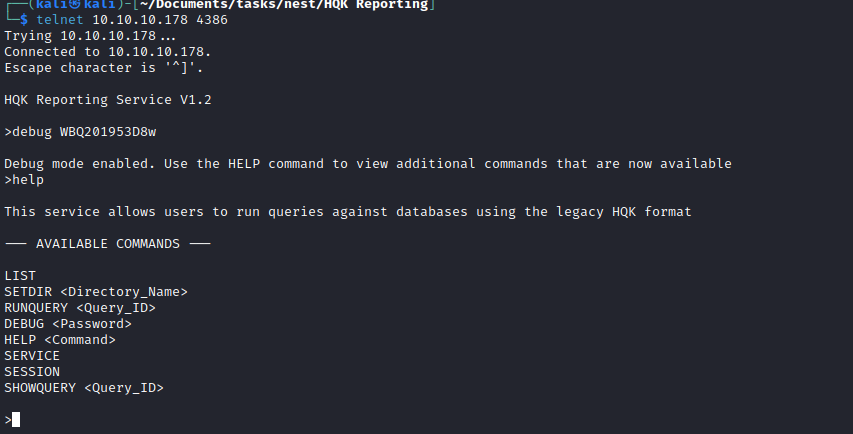 ┌──(kali㉿kali)-[~/Documents/tasks/nest/HQK Reporting]
└─$ telnet 10.10.10.178 4386
Trying 10.10.10.178...
Connected to 10.10.10.178.
Escape character is '^]'.
HQK Reporting Service V1.2
>debug WBQ201953D8w
Debug mode enabled. Use the HELP command to view additional commands that are now available
>help
This service allows users to run queries against databases using the legacy HQK format
--- AVAILABLE COMMANDS ---
LIST
SETDIR <Directory_Name>
RUNQUERY <Query_ID>
DEBUG <Password>
HELP <Command>
SERVICE
SESSION
SHOWQUERY <Query_ID>
>